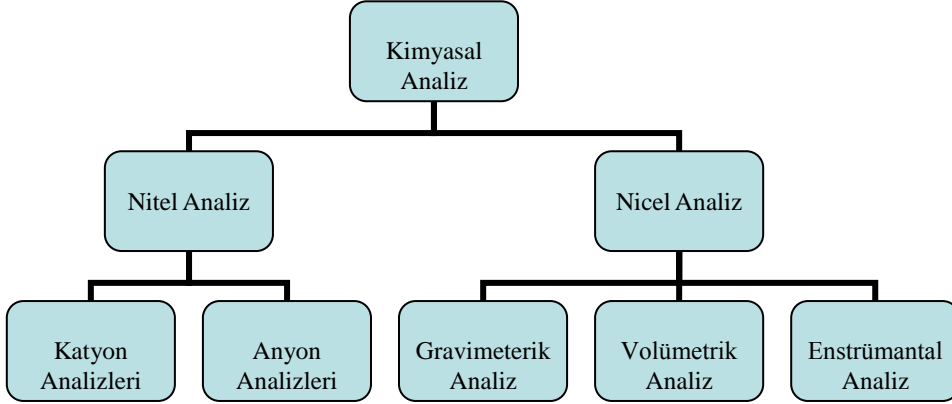 Kimyasal
Analiz
Nitel Analiz
Nicel Analiz
Katyon
Analizleri
Anyon
Analizleri
Gravimeterik
Analiz
Volümetrik
Analiz
Enstrümantal
Analiz